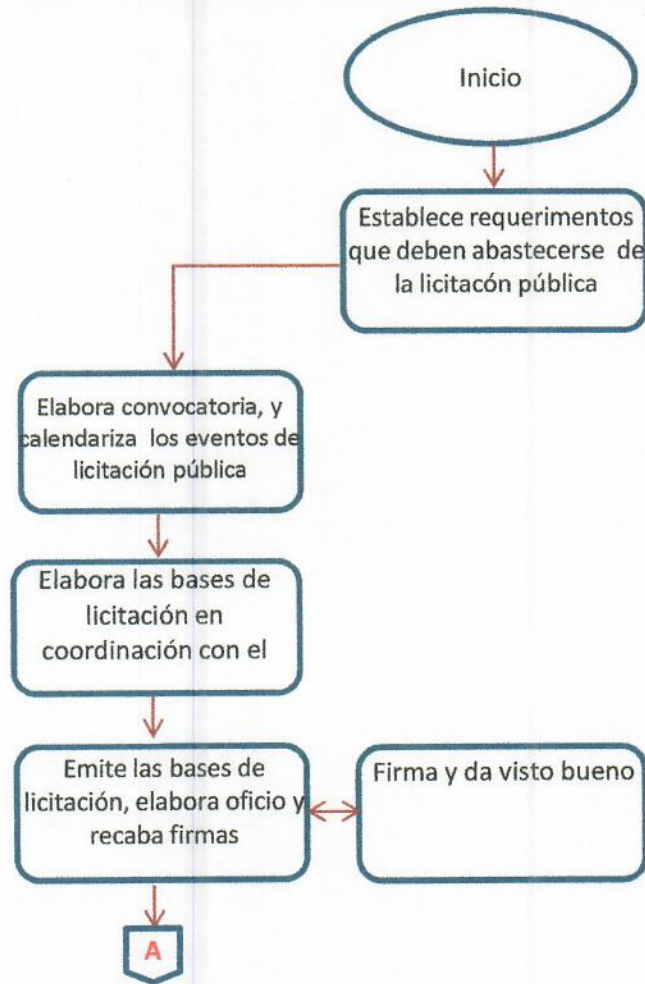 Inicio
Establece requerimentos
que deben abastecerse de
la licitacón pública
Elabora convocatoria, y
calendariza los eventos de
licitación pública
Elabora las bases de
licitación en
coordinación con el
Emite las bases de
licitación, elabora oficio y
recaba firmas
Firma y da visto bueno
A